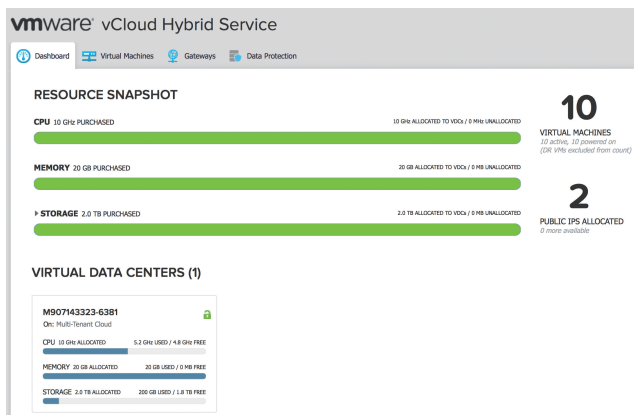 vmware® vCloud Hybrid Service
Dashboard Virtual Machines Gateways Data Protection
RESOURCE SNAPSHOT
CPU 10 GHz PURCHASED 10 GHz ALLOCATED TO VDCs / 0 MHz UNALLOCATED
MEMORY 20 GB PURCHASED 20 GB ALLOCATED TO VDCs / 0 MB UNALLOCATED
STORAGE 2.0 TB PURCHASED 2.0 TB ALLOCATED TO VDCs / 0 MB UNALLOCATED
10
VIRTUAL MACHINES
10 active, 10 powered on
(DR VMs excluded from count)
2
PUBLIC IPS ALLOCATED
0 more available
VIRTUAL DATA CENTERS (1)
M907143323-6381
On: Multi-Tenant Cloud
CPU 10 GHz ALLOCATED 5.2 GHz USED / 4.8 GHz FREE
MEMORY 20 GB ALLOCATED 20 GB USED / 0 MB FREE
STORAGE 2.0 TB ALLOCATED 200 GB USED / 1.8 TB FREE